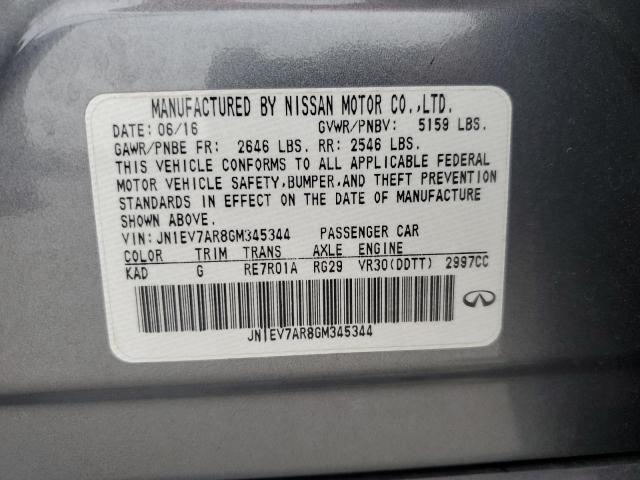 MANUFACTURED BY NISSAN MOTOR CO.,LTD.
DATE: 06/16 GVWR/PNBV: 5159 LBS.
GAWR/PNBE FR: 2646 LBS. RR: 2546 LBS.
THIS VEHICLE CONFORMS TO ALL APPLICABLE FEDERAL
MOTOR VEHICLE SAFETY,BUMPER,AND THEFT PREVENTION
STANDARDS IN EFFECT ON THE DATE OF MANUFACTURE
SHOWN ABOVE.
VIN: JN1EV7AR8GM345344 PASSENGER CAR
COLOR TRIM TRANS AXLE ENGINE
KAD G RE7R01A RG29 VR30(DDTT) 2997CC
JN1EV7AR8GM345344